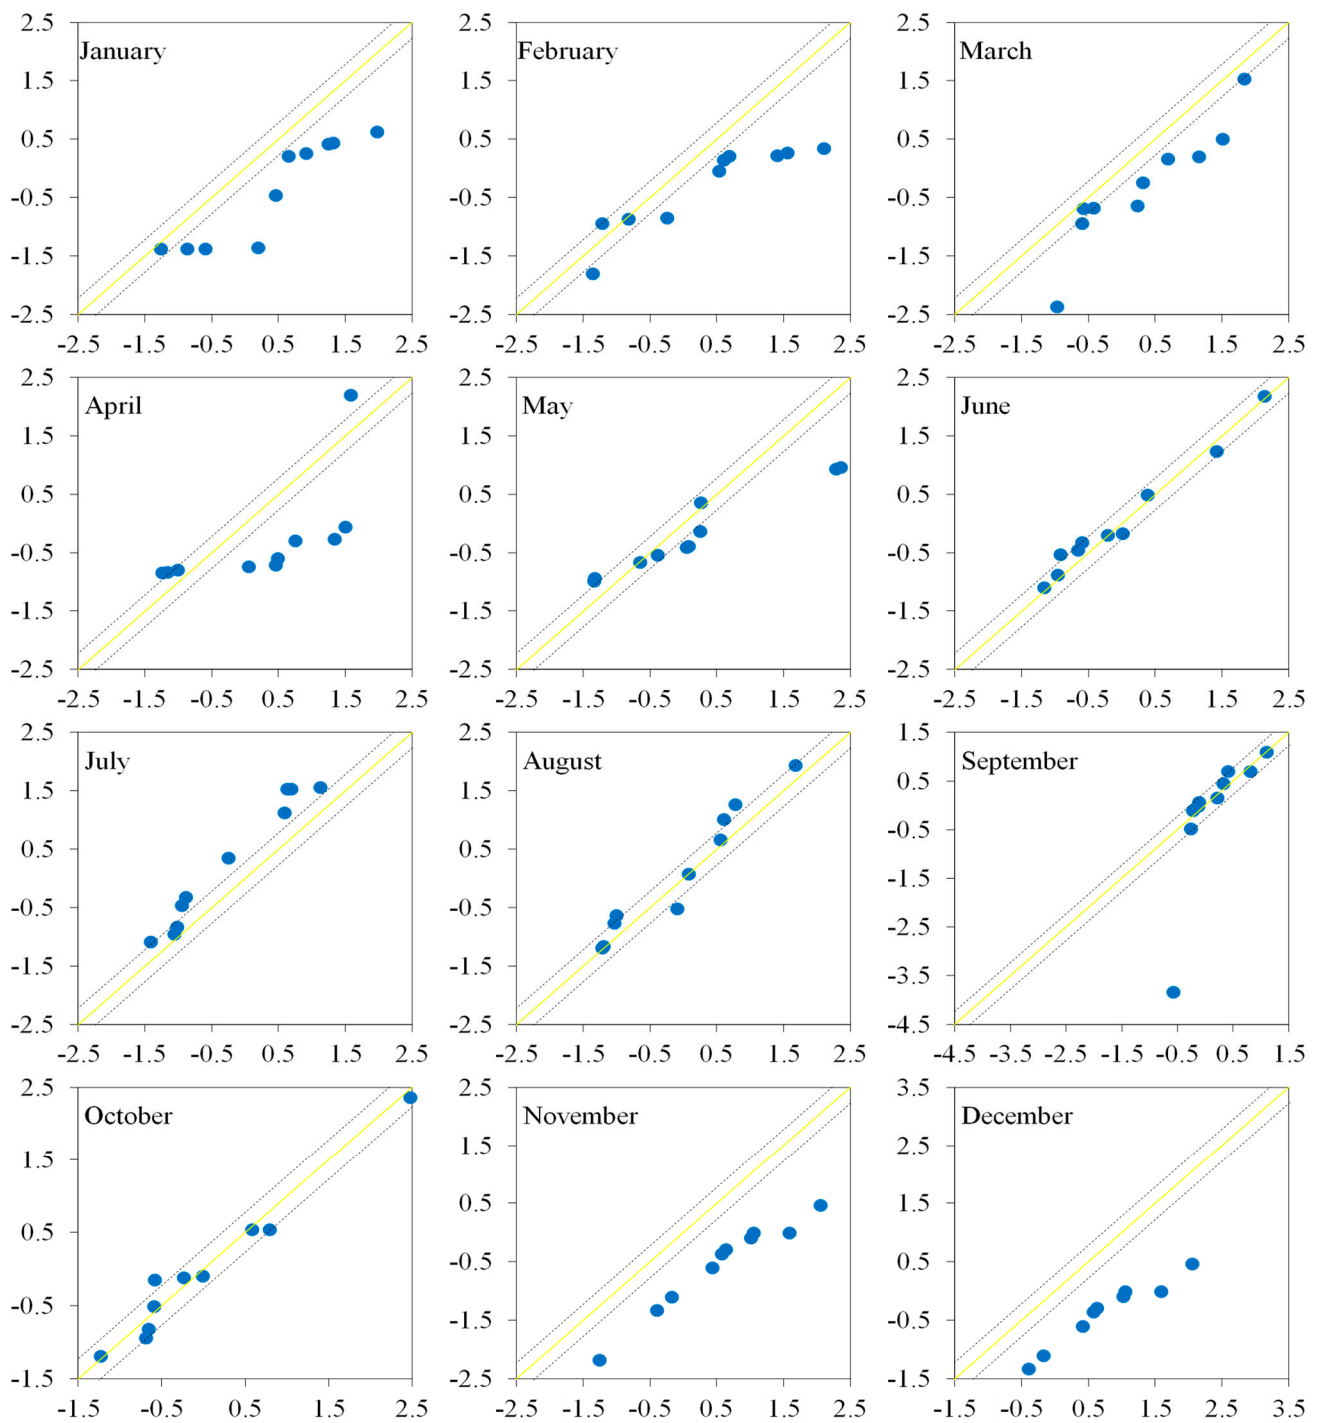 2.5 2.5 2.5
January February March
1.5 1.5 1.5
0.5 0.5 0.5
-0.5 -0.5 -0.5
-1.5 -1.5 -1.5
-2.5 -2.5 -2.5
-2.5 -1.5 -0.5 0.5 1.5 2.5 -2.5 -1.5 -0.5 0.5 1.5 2.5 -2.5 -1.5 -0.5 0.5 1.5 2.5
2.5 2.5 2.5
April May June
1.5 1.5 1.5
0.5 0.5 0.5
-0.5 -0.5 -0.5
-1.5 -1.5 -1.5
-2.5 -2.5 -2.5
-2.5 -1.5 -0.5 0.5 1.5 2.5 -2.5 -1.5 -0.5 0.5 1.5 2.5 -2.5 -1.5 -0.5 0.5 1.5 2.5
2.5 2.5 1.5
July August September
1.5 1.5 0.5
0.5 0.5 -0.5
-0.5 -0.5 -1.5
-1.5 -1.5 -2.5
-2.5 -2.5 -3.5
-4.5
-2.5 -1.5 -0.5 0.5 1.5 2.5 -2.5 -1.5 -0.5 0.5 1.5 2.5 -4.5 -3.5 -2.5 -1.5 -0.5 0.5 1.5
2.5 2.5 3.5
October November December
1.5 1.5 2.5
0.5 0.5 1.5
-0.5 -0.5 0.5
-1.5 -1.5 -0.5
-2.5 -1.5
-1.5 -0.5 0.5 1.5 2.5 -2.5 -1.5 -0.5 0.5 1.5 2.5 -1.5 -0.5 0.5 1.5 2.5 3.5